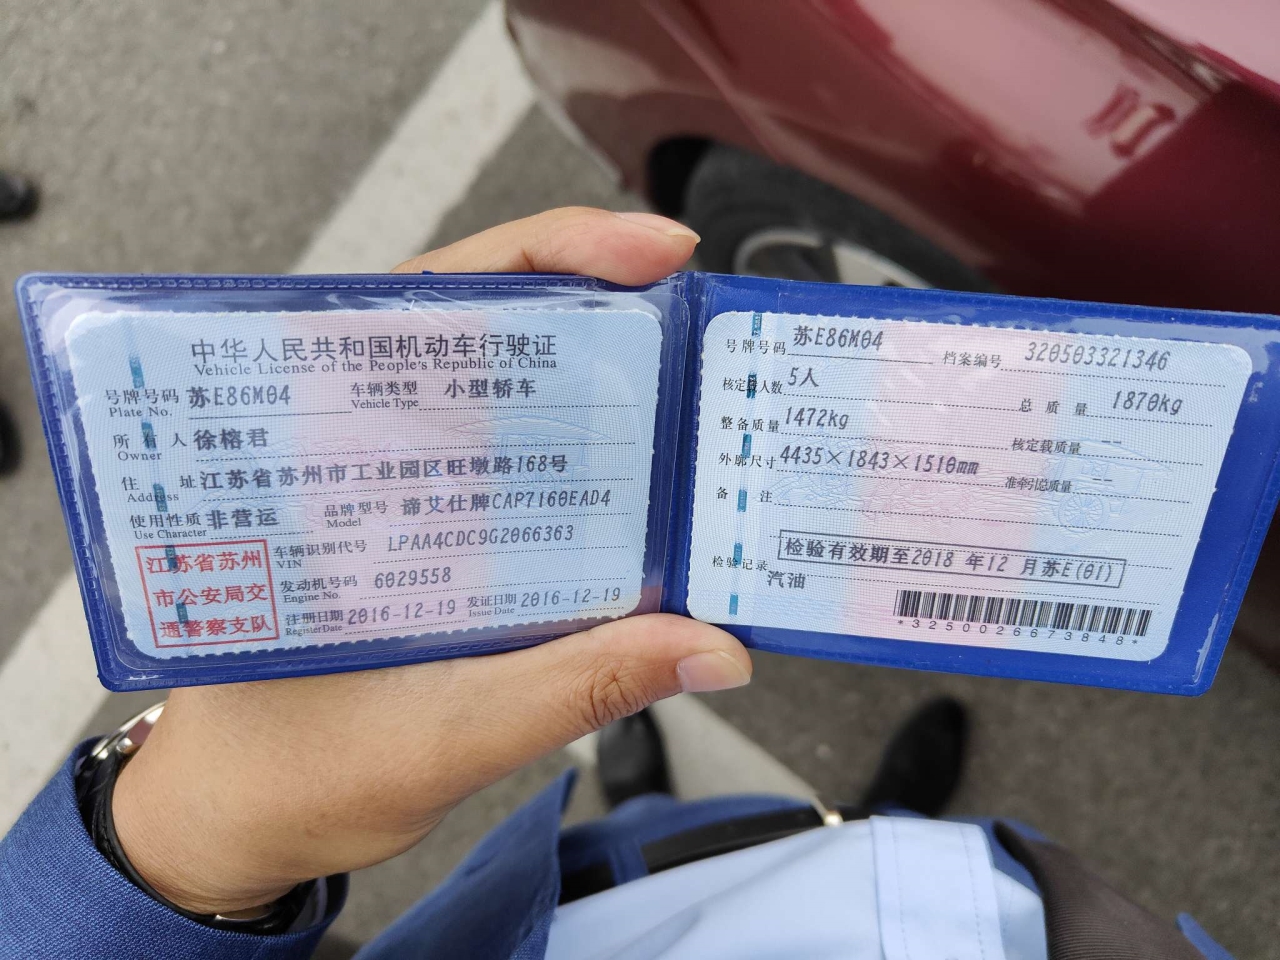 中华人民共和国机动车行驶证
Vehicle License of the People's Republic of China
号牌号码 苏E86M04 车辆类型 小型轿车
Plate No. Vehicle Type
所有人 徐榕君
Owner
住址 江苏省苏州市工业园区旺墩路168号
Address
使用性质 非营运 品牌型号 谛艾仕牌CAP7160EAD4
Use Character Model
江苏省苏州
市公安局交
通警察支队
车辆识别代号 LPAA4CDC9G2066363
VIN
发动机号码 6029558
Engine No.
注册日期 2016-12-19 发证日期 2016-12-19
Register Date Issue Date
号牌号码 苏E86M04 档案编号 320503321346
核定载人数 5人 总质量 1870kg
整备质量 1472kg 核定载质量 --
外廓尺寸 4435×1843×1510mm 准牵引总质量 --
备注
检验有效期至2018 年12 月苏E(01)
检验记录
汽油
*3250026673848*